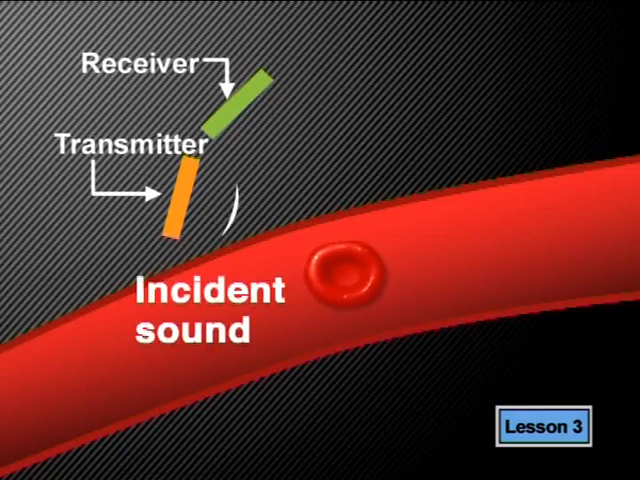 Receiver
Transmitter
Incident
sound
Lesson 3